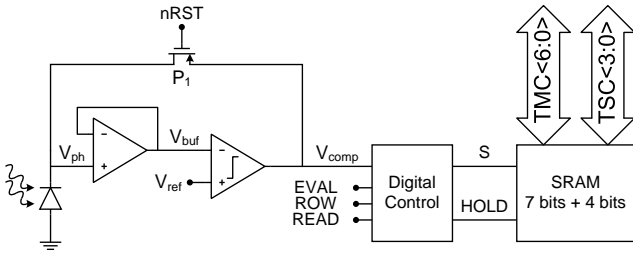 nRST
P1
TMC<6:0>
TSC<3:0>
Vph
-
+
Vbuf
-
+
Vref
Vcomp
EVAL
ROW
READ
Digital
Control
S
HOLD
SRAM
7 bits + 4 bits